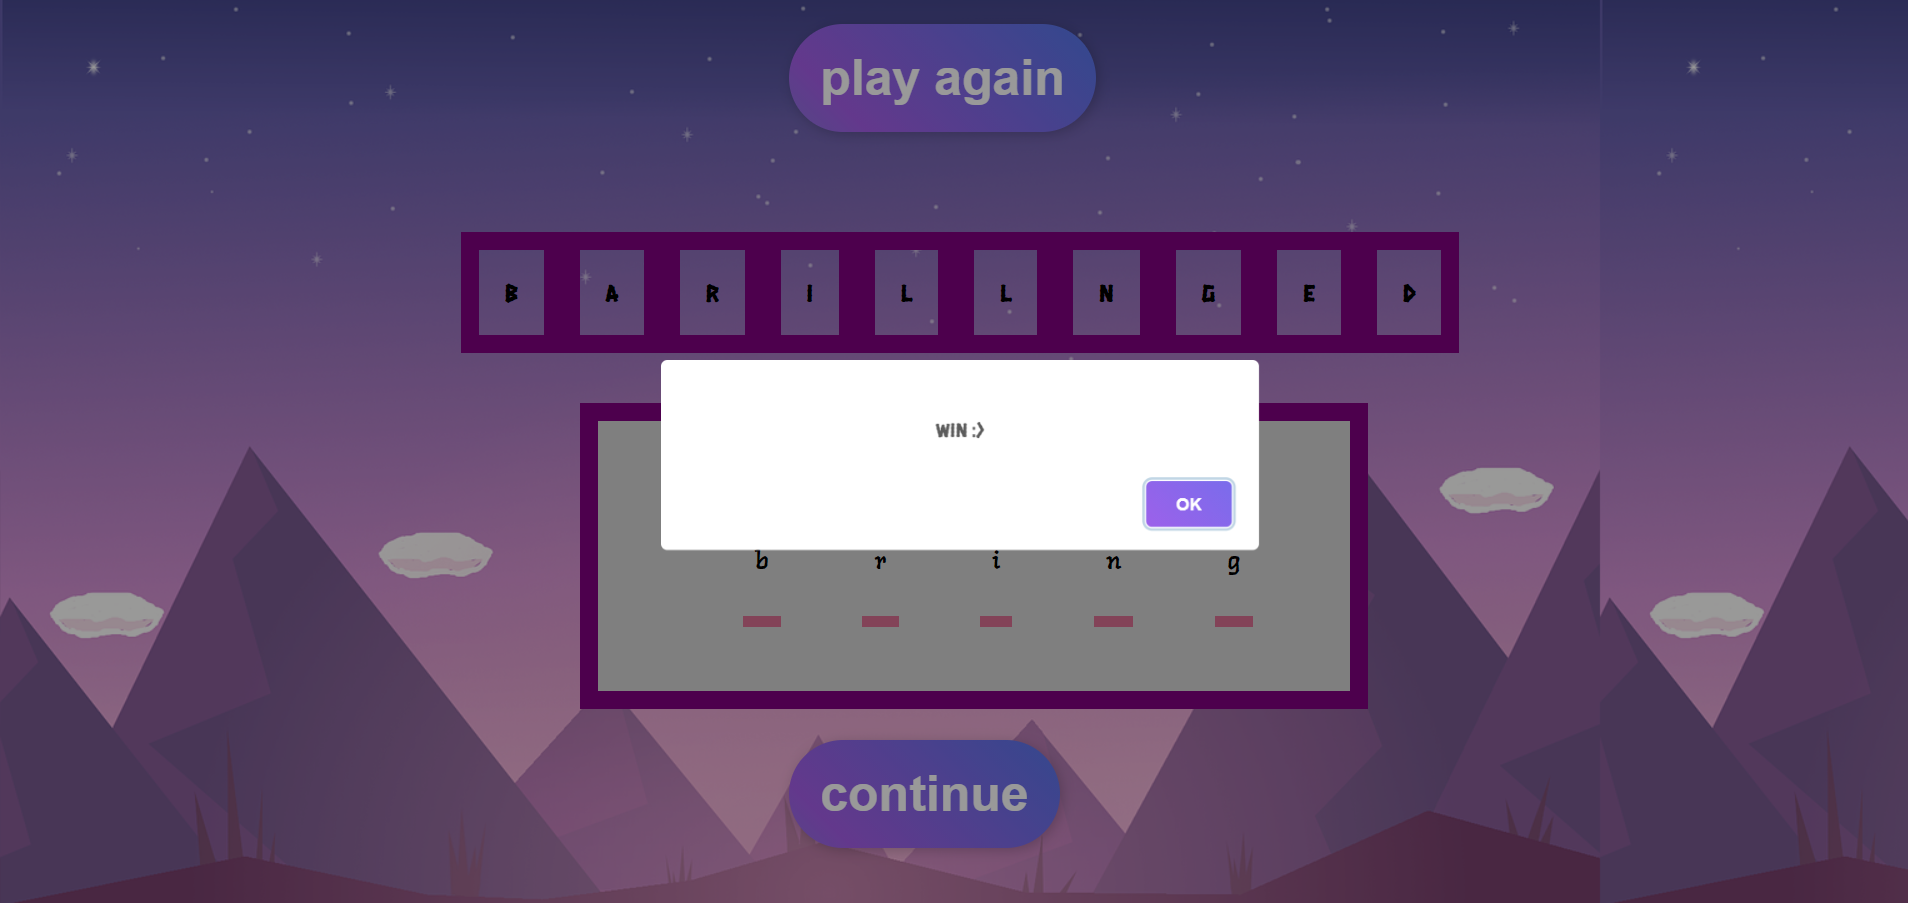 play again
B A R I L L N G E D
WIN :>
OK
b r i n g
continue